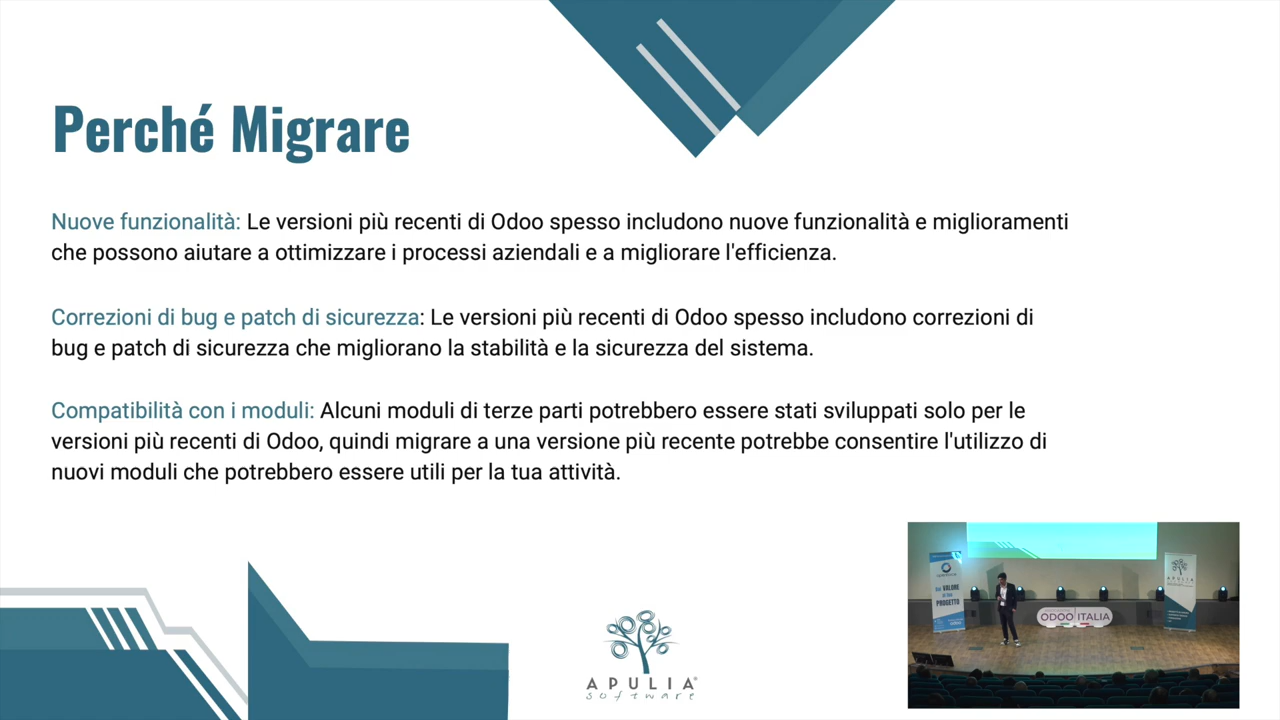 Perché Migrare
Nuove funzionalità: Le versioni più recenti di Odoo spesso includono nuove funzionalità e miglioramenti
che possono aiutare a ottimizzare i processi aziendali e a migliorare l'efficienza.
Correzioni di bug e patch di sicurezza: Le versioni più recenti di Odoo spesso includono correzioni di
bug e patch di sicurezza che migliorano la stabilità e la sicurezza del sistema.
Compatibilità con i moduli: Alcuni moduli di terze parti potrebbero essere stati sviluppati solo per le
versioni più recenti di Odoo, quindi migrare a una versione più recente potrebbe consentire l'utilizzo di
nuovi moduli che potrebbero essere utili per la tua attività.
VALORE
PROGETTO
ODOO ITALIA
APULIA
APULIA
software